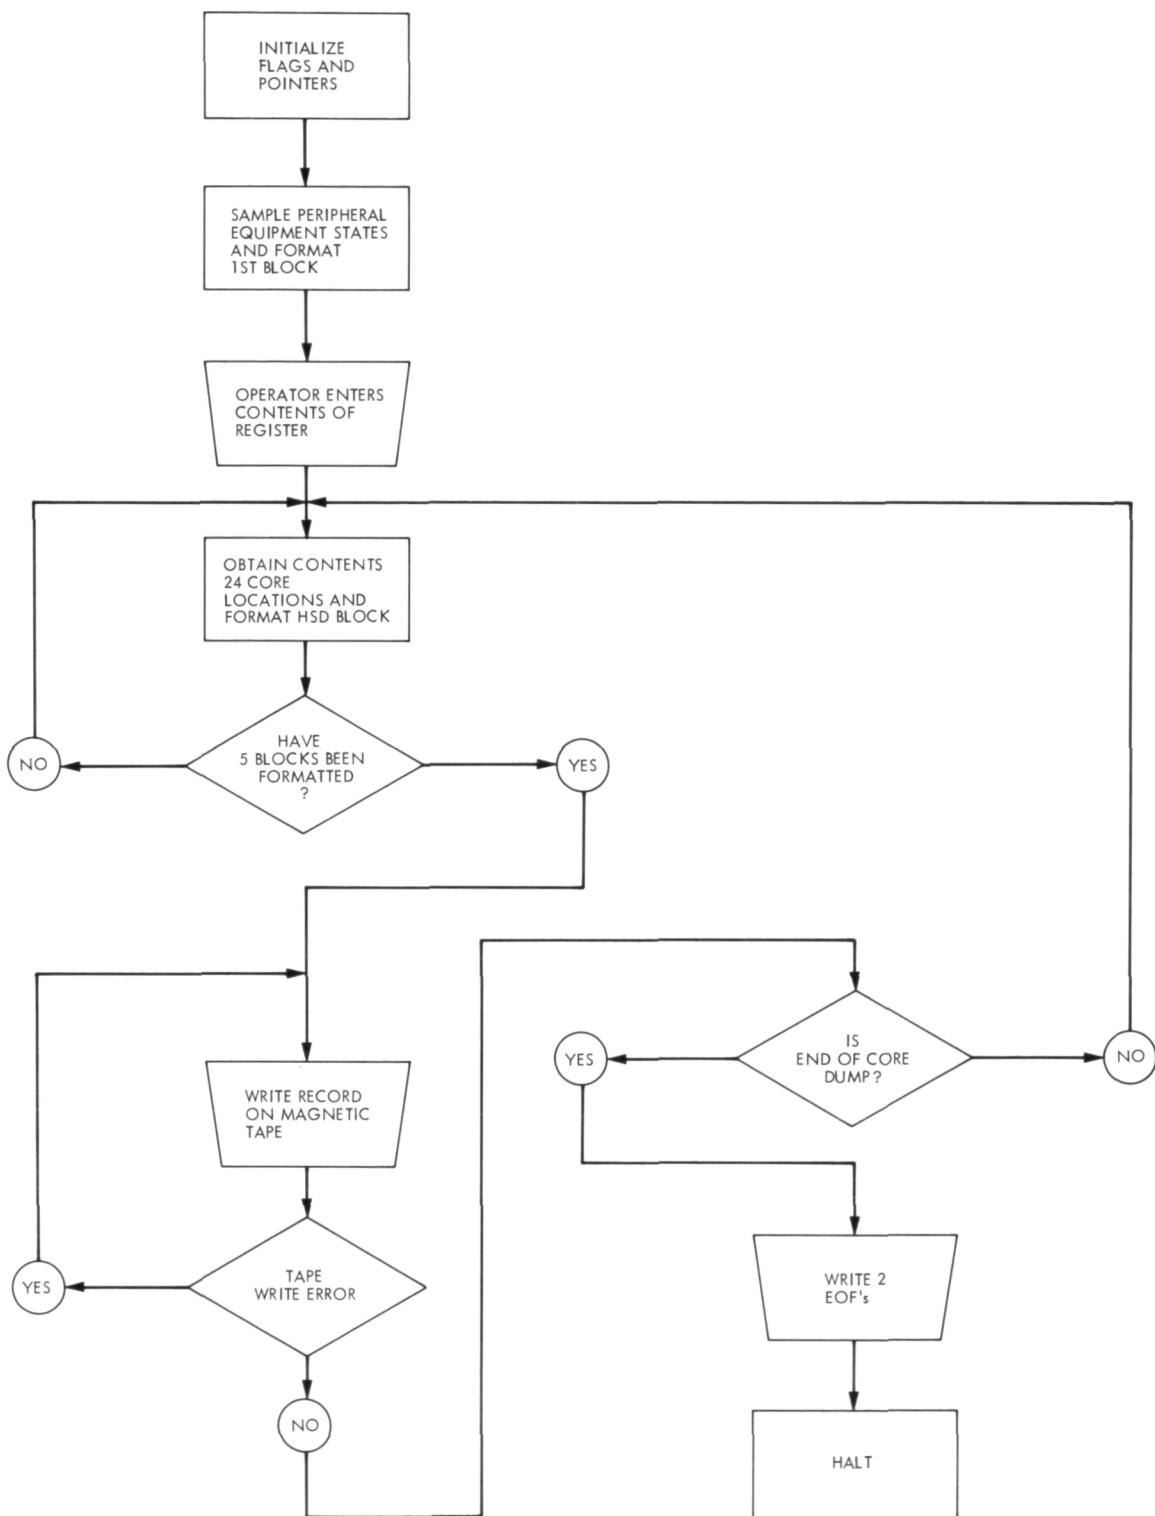 INITIALIZE
FLAGS AND
POINTERS
SAMPLE PERIPHERAL
EQUIPMENT STATES
AND FORMAT
1ST BLOCK
OPERATOR ENTERS
CONTENTS OF
REGISTER
OBTAIN CONTENTS
24 CORE
LOCATIONS AND
FORMAT HSD BLOCK
HAVE
5 BLOCKS BEEN
FORMATTED
?
NO
YES
WRITE RECORD
ON MAGNETIC
TAPE
TAPE
WRITE ERROR
YES
NO
IS
END OF CORE
DUMP?
YES
NO
WRITE 2
EOF's
HALT